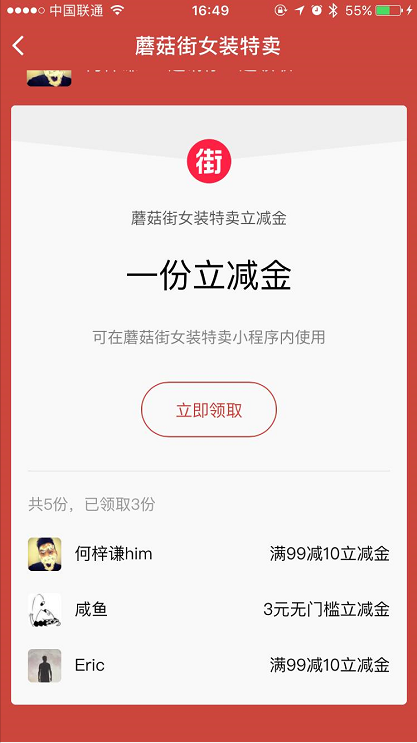 中国联通
16:49
55%
蘑菇街女装特卖
街
蘑菇街女装特卖立减金
一份立减金
可在蘑菇街女装特卖小程序内使用
立即领取
共5份，已领取3份
何梓谦him 满99减10立减金
咸鱼 3元无门槛立减金
Eric 满99减10立减金